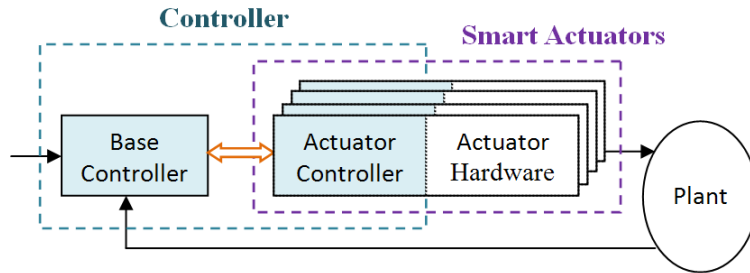 Controller
Smart Actuators
Base
Controller
Actuator
Controller
Actuator
Hardware
Plant